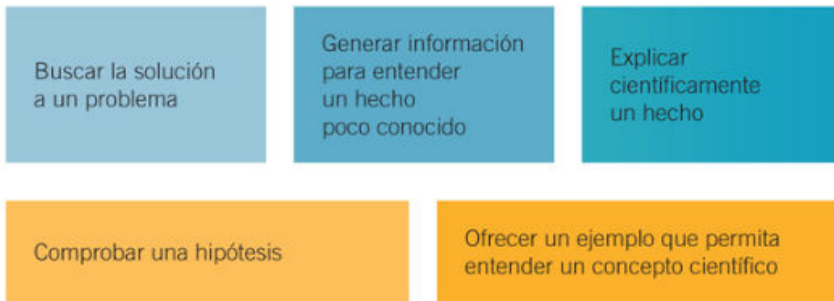 Buscar la solución
a un problema
Generar información
para entender
un hecho
poco conocido
Explicar
científicamente
un hecho
Comprobar una hipótesis
Ofrecer un ejemplo que permita
entender un concepto científico